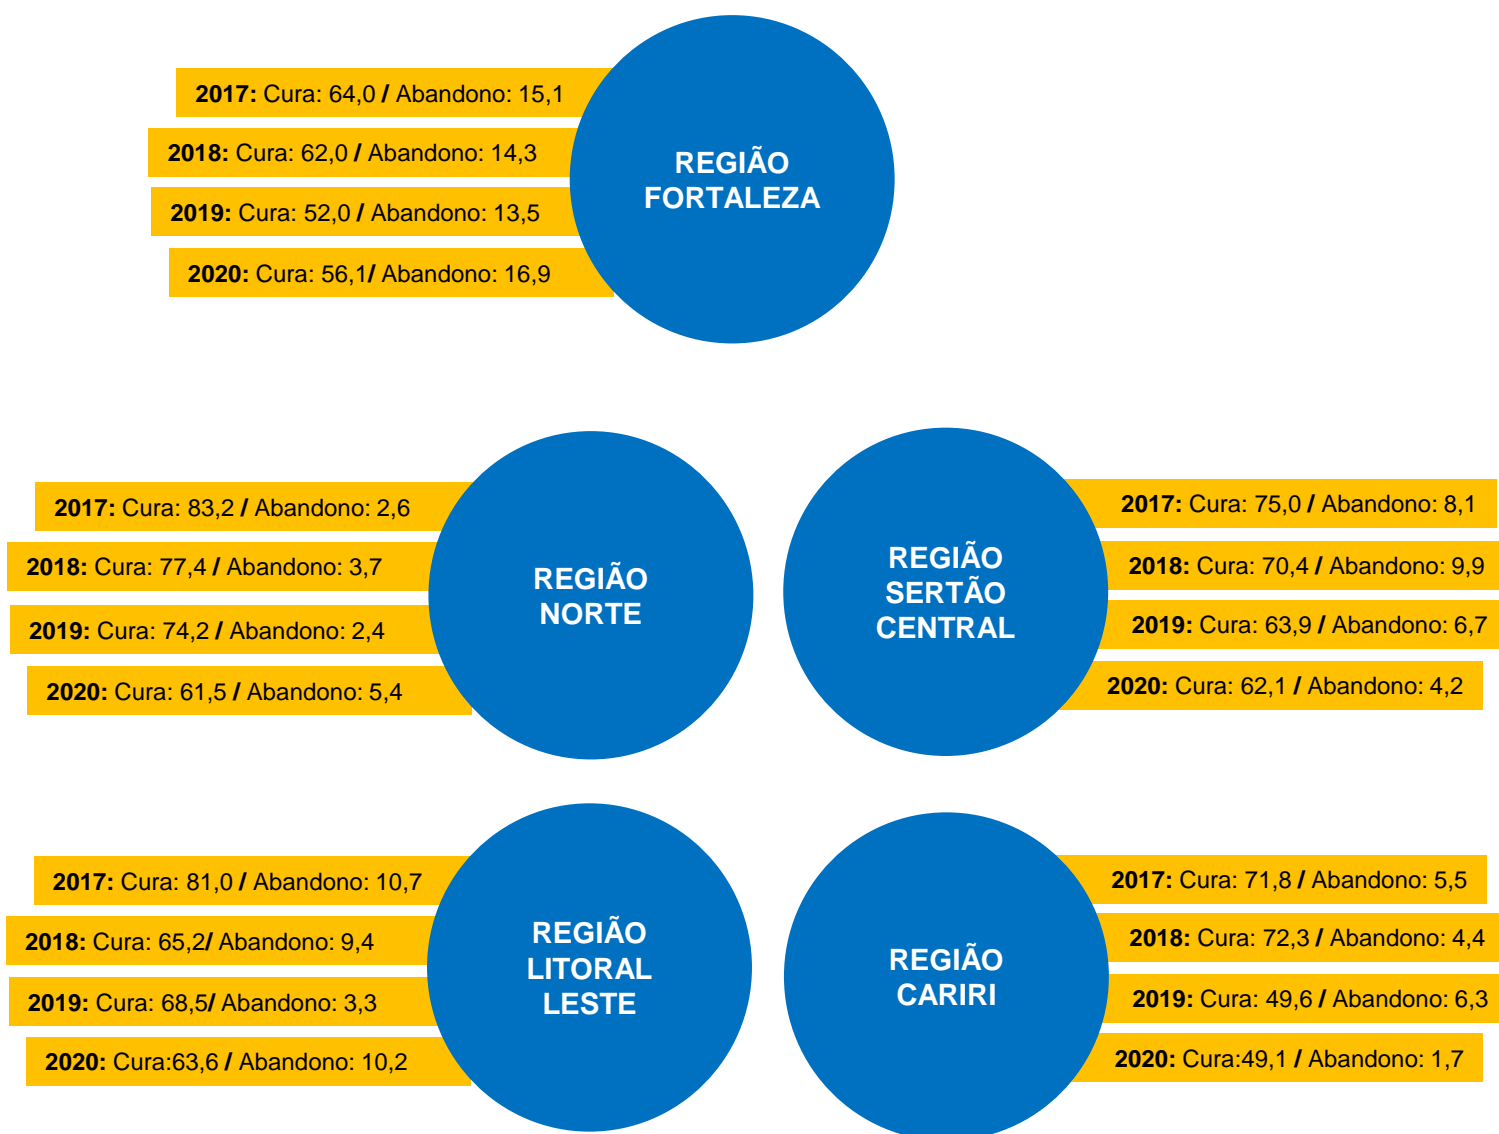 2017: Cura: 64,0 / Abandono: 15,1
2018: Cura: 62,0 / Abandono: 14,3
2019: Cura: 52,0 / Abandono: 13,5
2020: Cura: 56,1/ Abandono: 16,9
REGIÃO
FORTALEZA
2017: Cura: 83,2 / Abandono: 2,6
2018: Cura: 77,4 / Abandono: 3,7
2019: Cura: 74,2 / Abandono: 2,4
2020: Cura: 61,5 / Abandono: 5,4
REGIÃO
NORTE
REGIÃO
SERTÃO
CENTRAL
2017: Cura: 75,0 / Abandono: 8,1
2018: Cura: 70,4 / Abandono: 9,9
2019: Cura: 63,9 / Abandono: 6,7
2020: Cura: 62,1 / Abandono: 4,2
2017: Cura: 81,0 / Abandono: 10,7
2018: Cura: 65,2/ Abandono: 9,4
2019: Cura: 68,5/ Abandono: 3,3
2020: Cura:63,6 / Abandono: 10,2
REGIÃO
LITORAL
LESTE
REGIÃO
CARIRI
2017: Cura: 71,8 / Abandono: 5,5
2018: Cura: 72,3 / Abandono: 4,4
2019: Cura: 49,6 / Abandono: 6,3
2020: Cura:49,1 / Abandono: 1,7